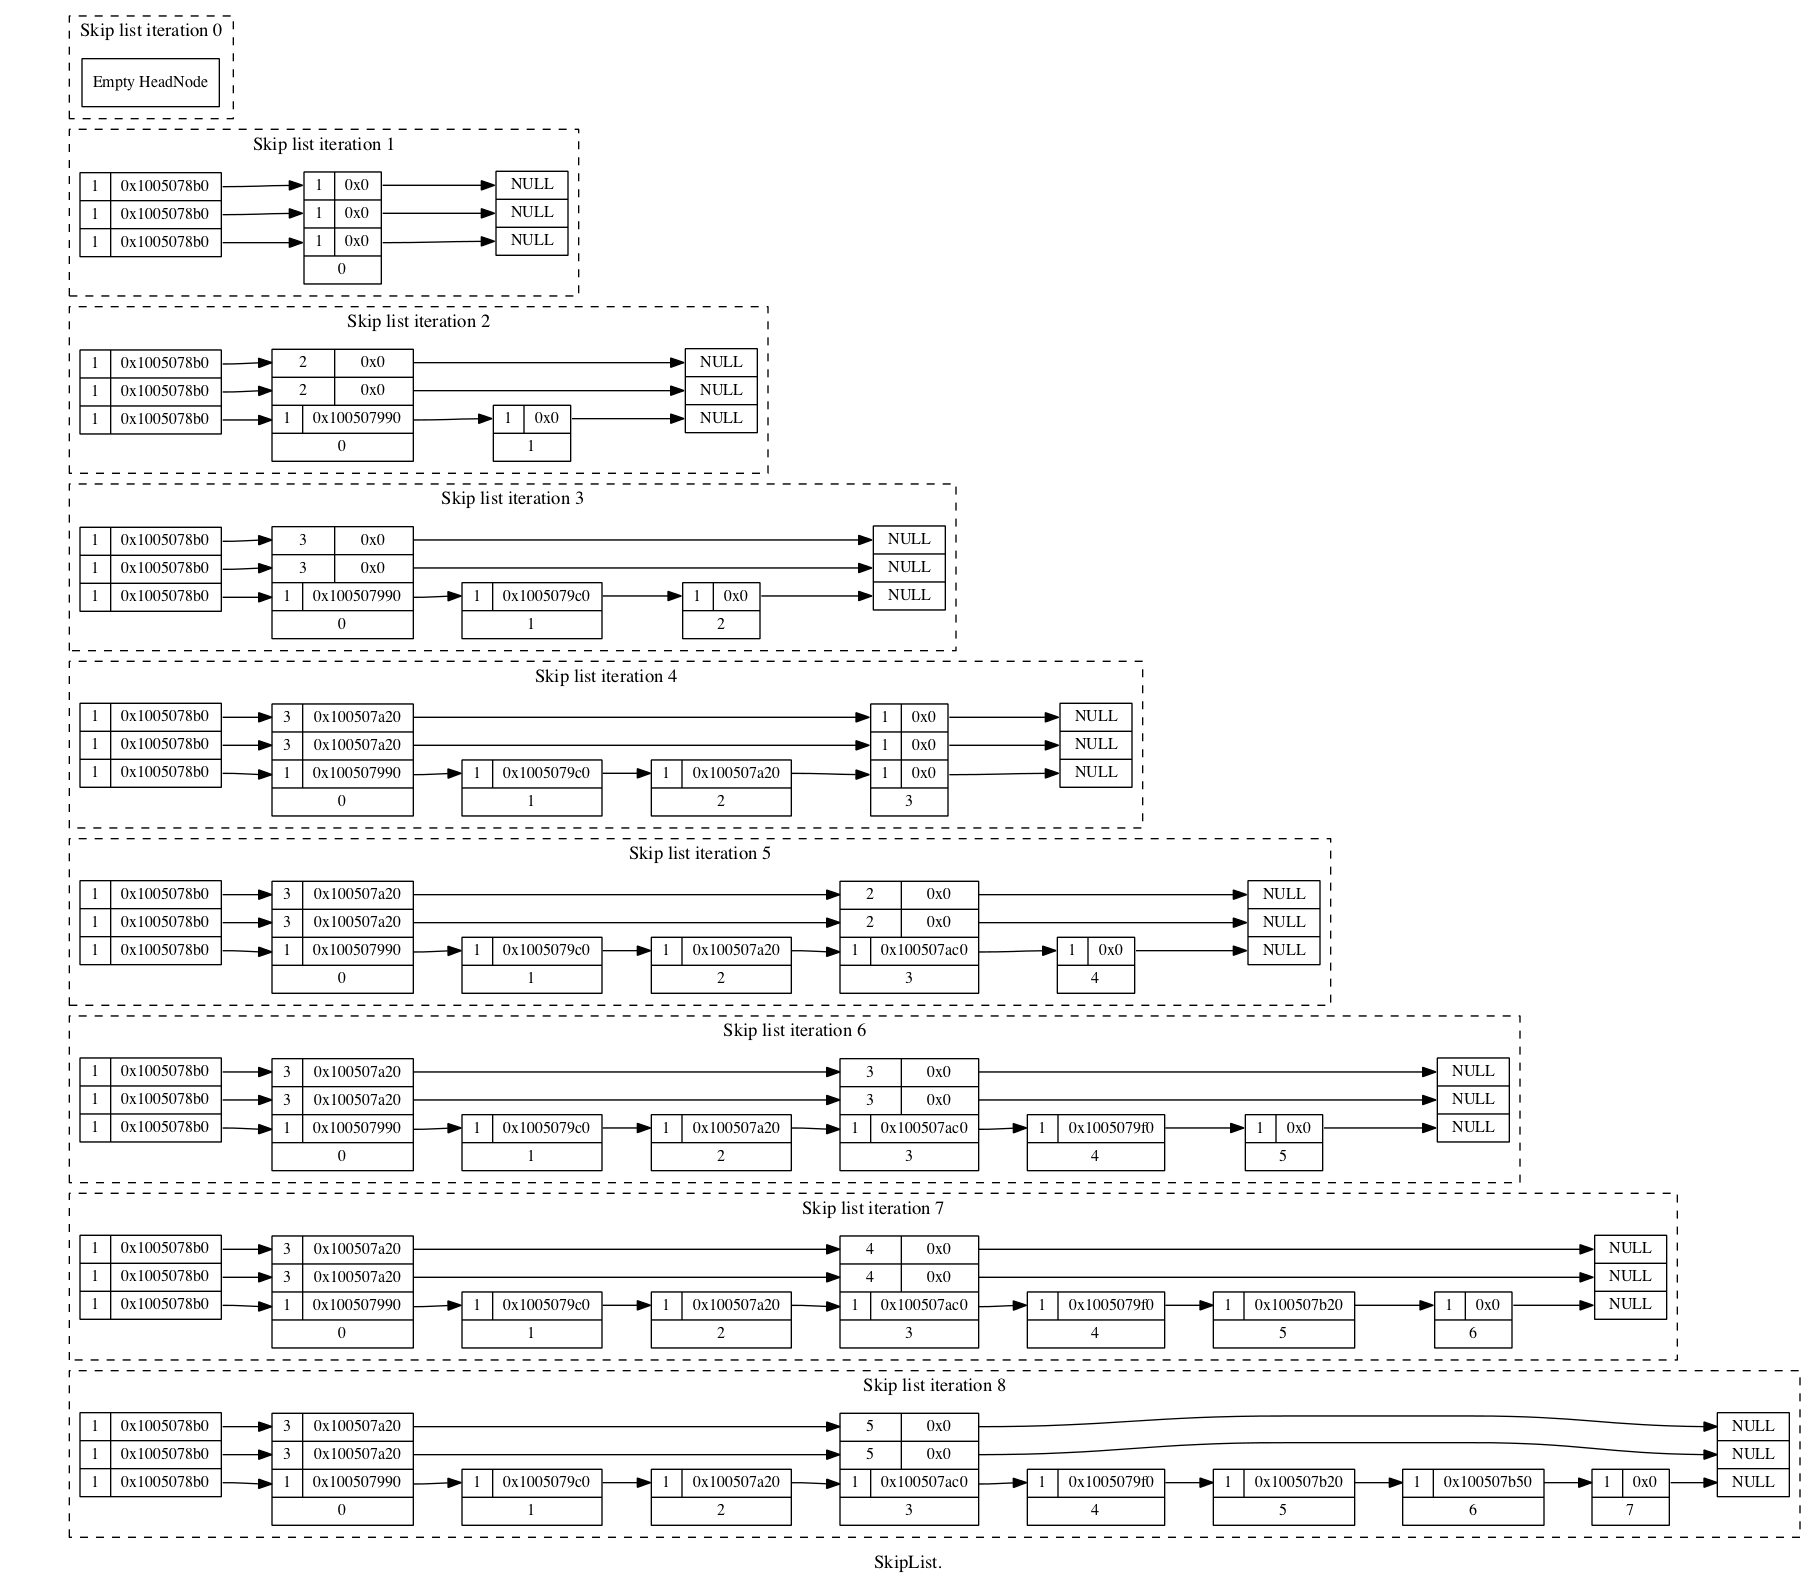 Skip list iteration 0
Empty HeadNode
Skip list iteration 1
1 0x1005078b0 1 0x0 NULL
1 0x1005078b0 1 0x0 NULL
1 0x1005078b0 1 0x0 NULL
0
Skip list iteration 2
1 0x1005078b0 2 0x0 NULL
1 0x1005078b0 2 0x0 NULL
1 0x1005078b0 1 0x100507990 1 0x0 NULL
0 1
Skip list iteration 3
1 0x1005078b0 3 0x0 NULL
1 0x1005078b0 3 0x0 NULL
1 0x1005078b0 1 0x100507990 1 0x1005079c0 1 0x0 NULL
0 1 2
Skip list iteration 4
1 0x1005078b0 3 0x100507a20 1 0x0 NULL
1 0x1005078b0 3 0x100507a20 1 0x0 NULL
1 0x1005078b0 1 0x100507990 1 0x1005079c0 1 0x100507a20 1 0x0 NULL
0 1 2 3
Skip list iteration 5
1 0x1005078b0 3 0x100507a20 2 0x0 NULL
1 0x1005078b0 3 0x100507a20 2 0x0 NULL
1 0x1005078b0 1 0x100507990 1 0x1005079c0 1 0x100507a20 1 0x100507ac0 1 0x0 NULL
0 1 2 3 4
Skip list iteration 6
1 0x1005078b0 3 0x100507a20 3 0x0 NULL
1 0x1005078b0 3 0x100507a20 3 0x0 NULL
1 0x1005078b0 1 0x100507990 1 0x1005079c0 1 0x100507a20 1 0x100507ac0 1 0x1005079f0 1 0x0 NULL
0 1 2 3 4 5
Skip list iteration 7
1 0x1005078b0 3 0x100507a20 4 0x0 NULL
1 0x1005078b0 3 0x100507a20 4 0x0 NULL
1 0x1005078b0 1 0x100507990 1 0x1005079c0 1 0x100507a20 1 0x100507ac0 1 0x1005079f0 1 0x100507b20 1 0x0 NULL
0 1 2 3 4 5 6
Skip list iteration 8
1 0x1005078b0 3 0x100507a20 5 0x0 NULL
1 0x1005078b0 3 0x100507a20 5 0x0 NULL
1 0x1005078b0 1 0x100507990 1 0x1005079c0 1 0x100507a20 1 0x100507ac0 1 0x1005079f0 1 0x100507b20 1 0x100507b50 1 0x0 NULL
0 1 2 3 4 5 6 7
SkipList.